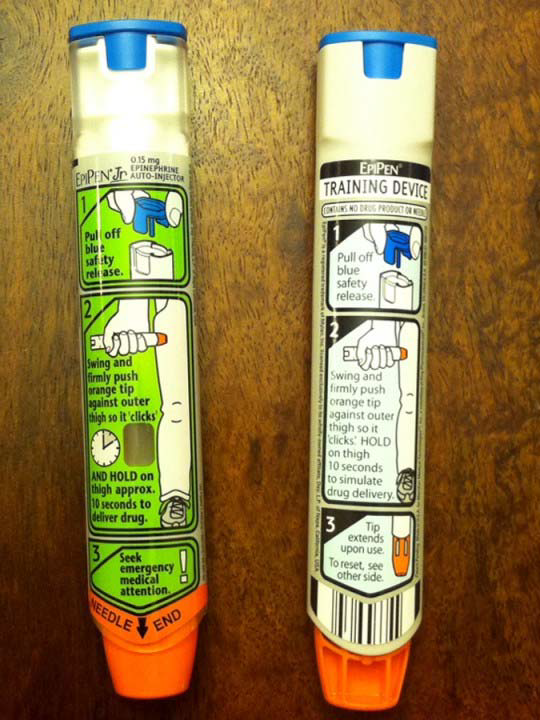 EPIPEN® Jr
0.15 mg
EPINEPHRINE
AUTO-INJECTOR
1
Pull off
blue
safety
release.
2
Swing and
firmly push
orange tip
against outer
thigh so it 'clicks'
AND HOLD on
thigh approx.
10 seconds to
deliver drug.
3
Seek
emergency
medical
attention.
!
NEEDLE END
EPIPEN®
TRAINING DEVICE
CONTAINS NO DRUG PRODUCT OR NEEDLE
1
Pull off
blue
safety
release.
2
Swing and
firmly push
orange tip
against outer
thigh so it
'clicks'. HOLD
on thigh
10 seconds
to simulate
drug delivery.
3
Tip
extends
upon use.
To reset, see
other side.